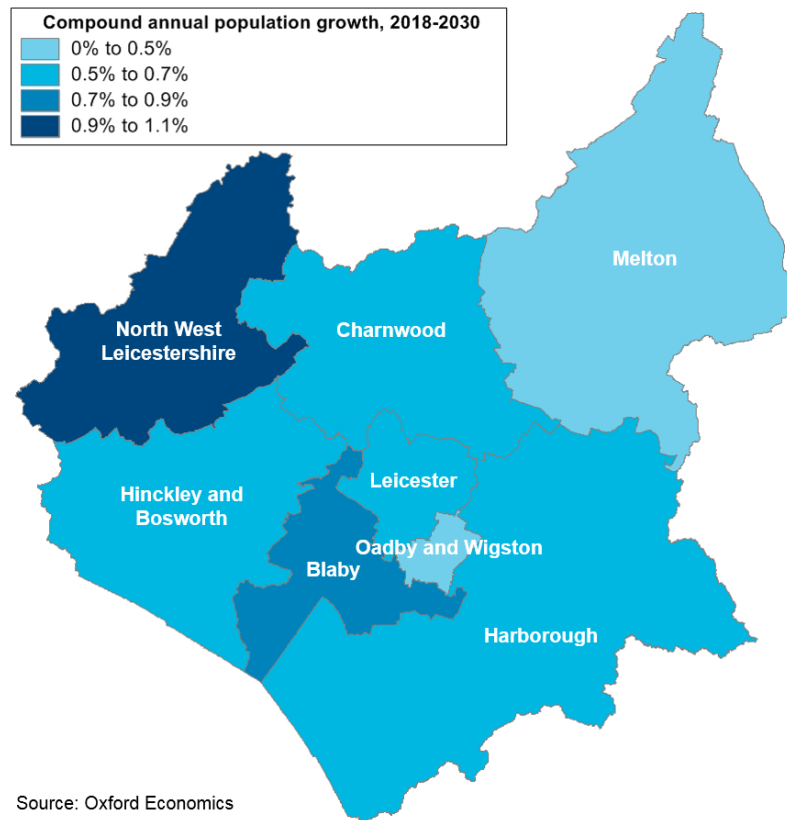 Compound annual population growth, 2018-2030
0% to 0.5%
0.5% to 0.7%
0.7% to 0.9%
0.9% to 1.1%
Melton
North West
Leicestershire
Charnwood
Hinckley and
Bosworth
Leicester
Oadby and Wigston
Blaby
Harborough
Source: Oxford Economics